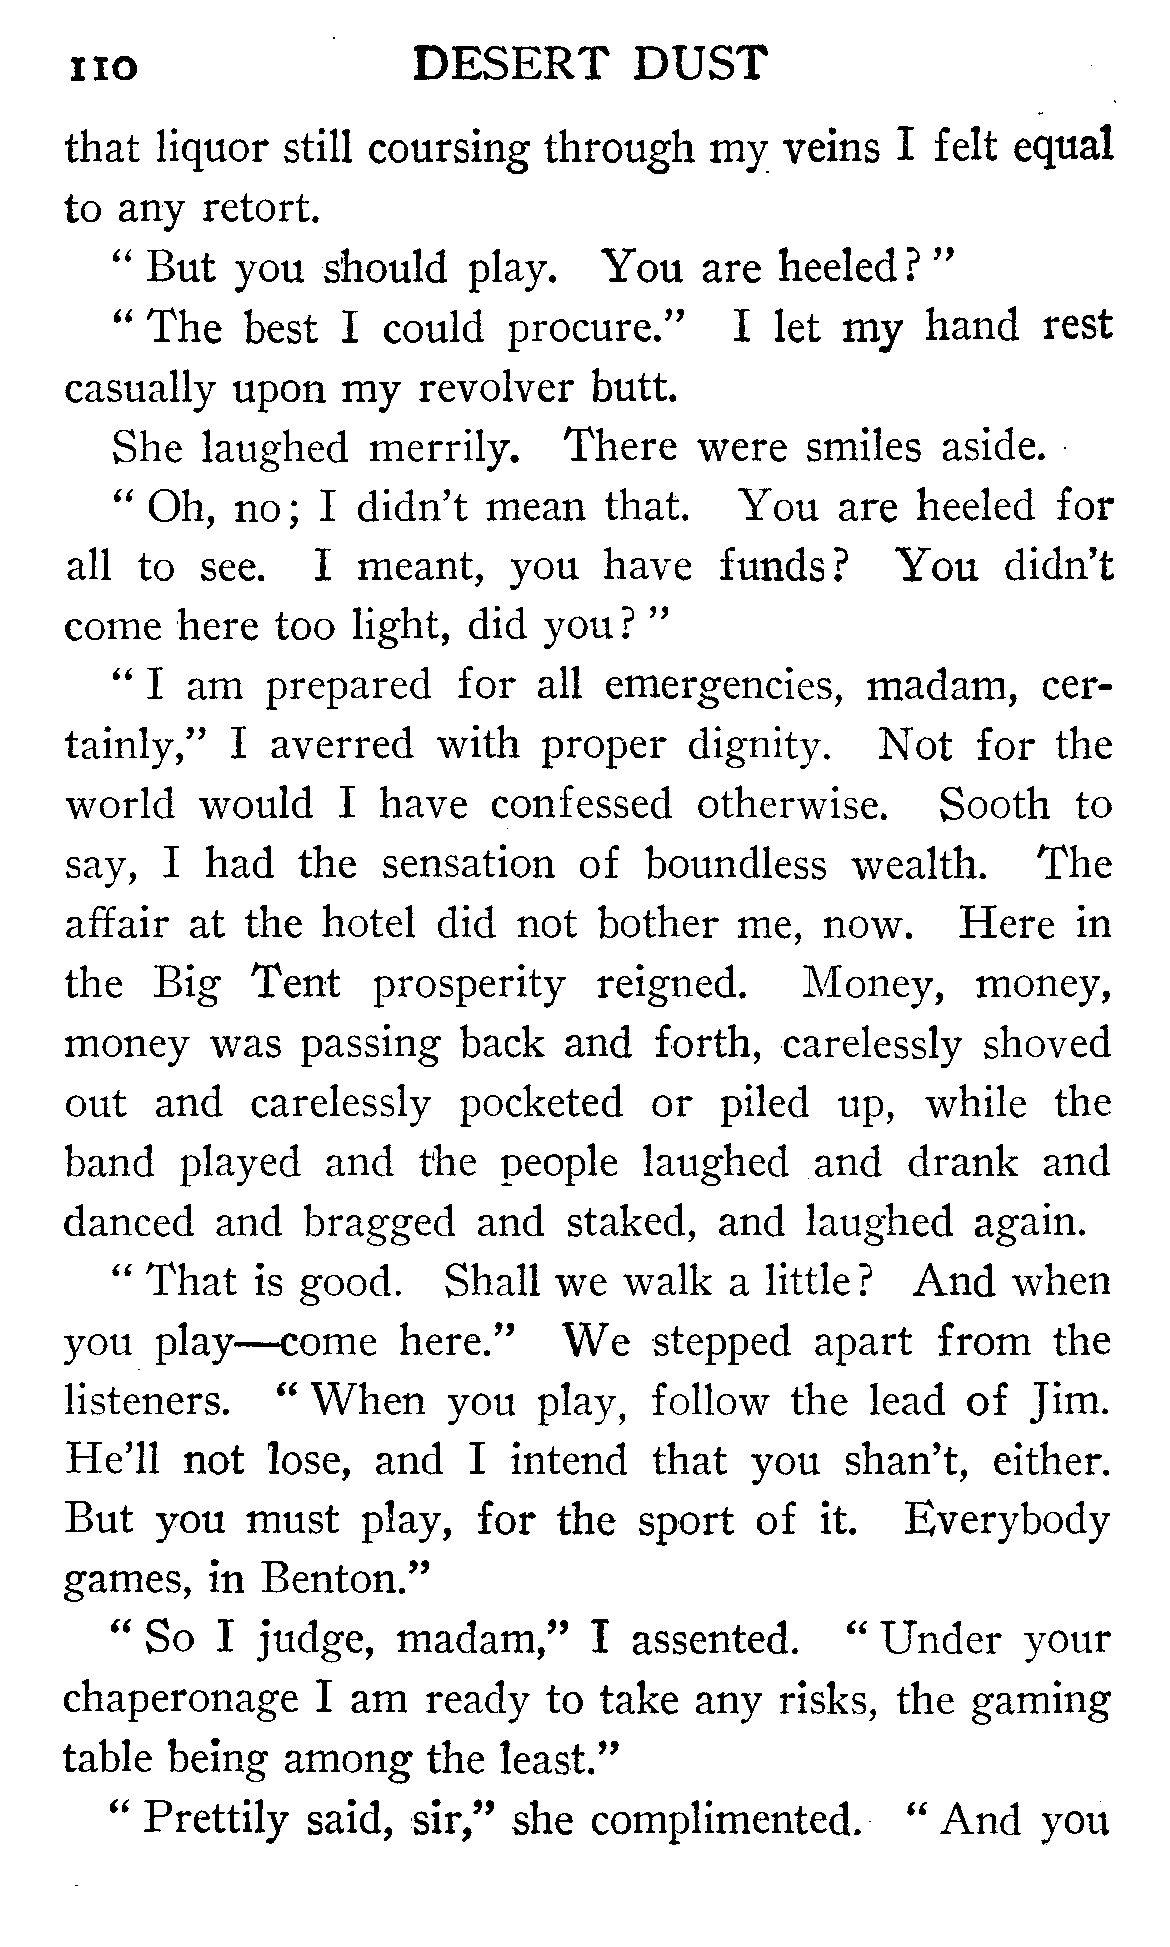 110 DESERT DUST
that liquor still coursing through my veins I felt equal
to any retort.
“ But you should play. You are heeled? ”
“ The best I could procure.” I let my hand rest
casually upon my revolver butt.
She laughed merrily. There were smiles aside.
“ Oh, no; I didn’t mean that. You are heeled for
all to see. I meant, you have funds? You didn’t
come here too light, did you? ”
“ I am prepared for all emergencies, madam, cer-
tainly,” I averred with proper dignity. Not for the
world would I have confessed otherwise. Sooth to
say, I had the sensation of boundless wealth. The
affair at the hotel did not bother me, now. Here in
the Big Tent prosperity reigned. Money, money,
money was passing back and forth, carelessly shoved
out and carelessly pocketed or piled up, while the
band played and the people laughed and drank and
danced and bragged and staked, and laughed again.
“ That is good. Shall we walk a little? And when
you play—come here.” We stepped apart from the
listeners. “ When you play, follow the lead of Jim.
He’ll not lose, and I intend that you shan’t, either.
But you must play, for the sport of it. Everybody
games, in Benton.”
“ So I judge, madam,” I assented. “ Under your
chaperonage I am ready to take any risks, the gaming
table being among the least.”
“ Prettily said, sir,” she complimented. “ And you